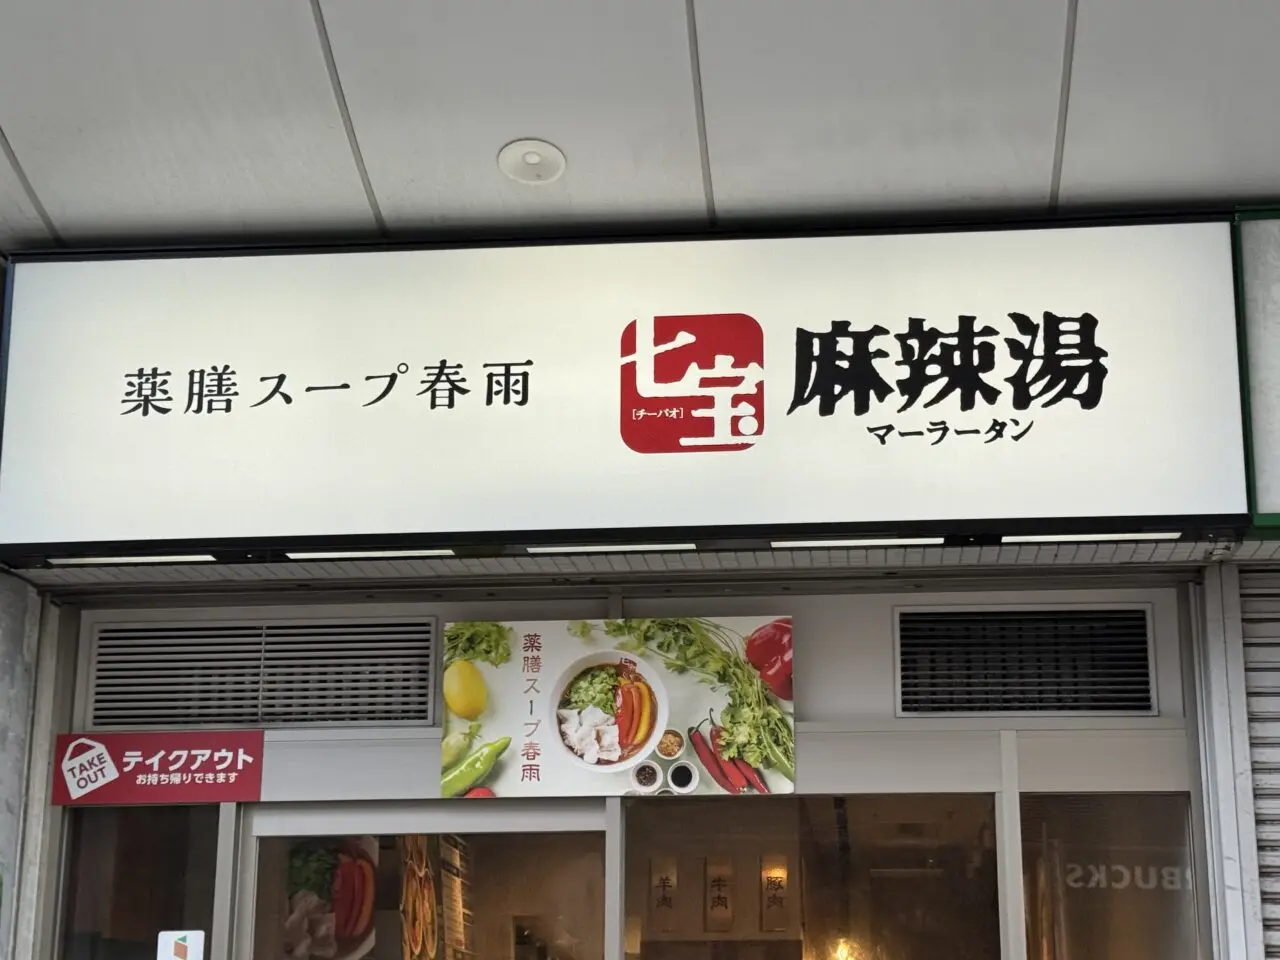 薬膳スープ春雨
七宝
[チーパオ]
麻辣湯
マーラータン
薬膳スープ春雨
TAKE OUT
テイクアウト
お持ち帰りできます
羊肉
牛肉
豚肉
RBUCKS